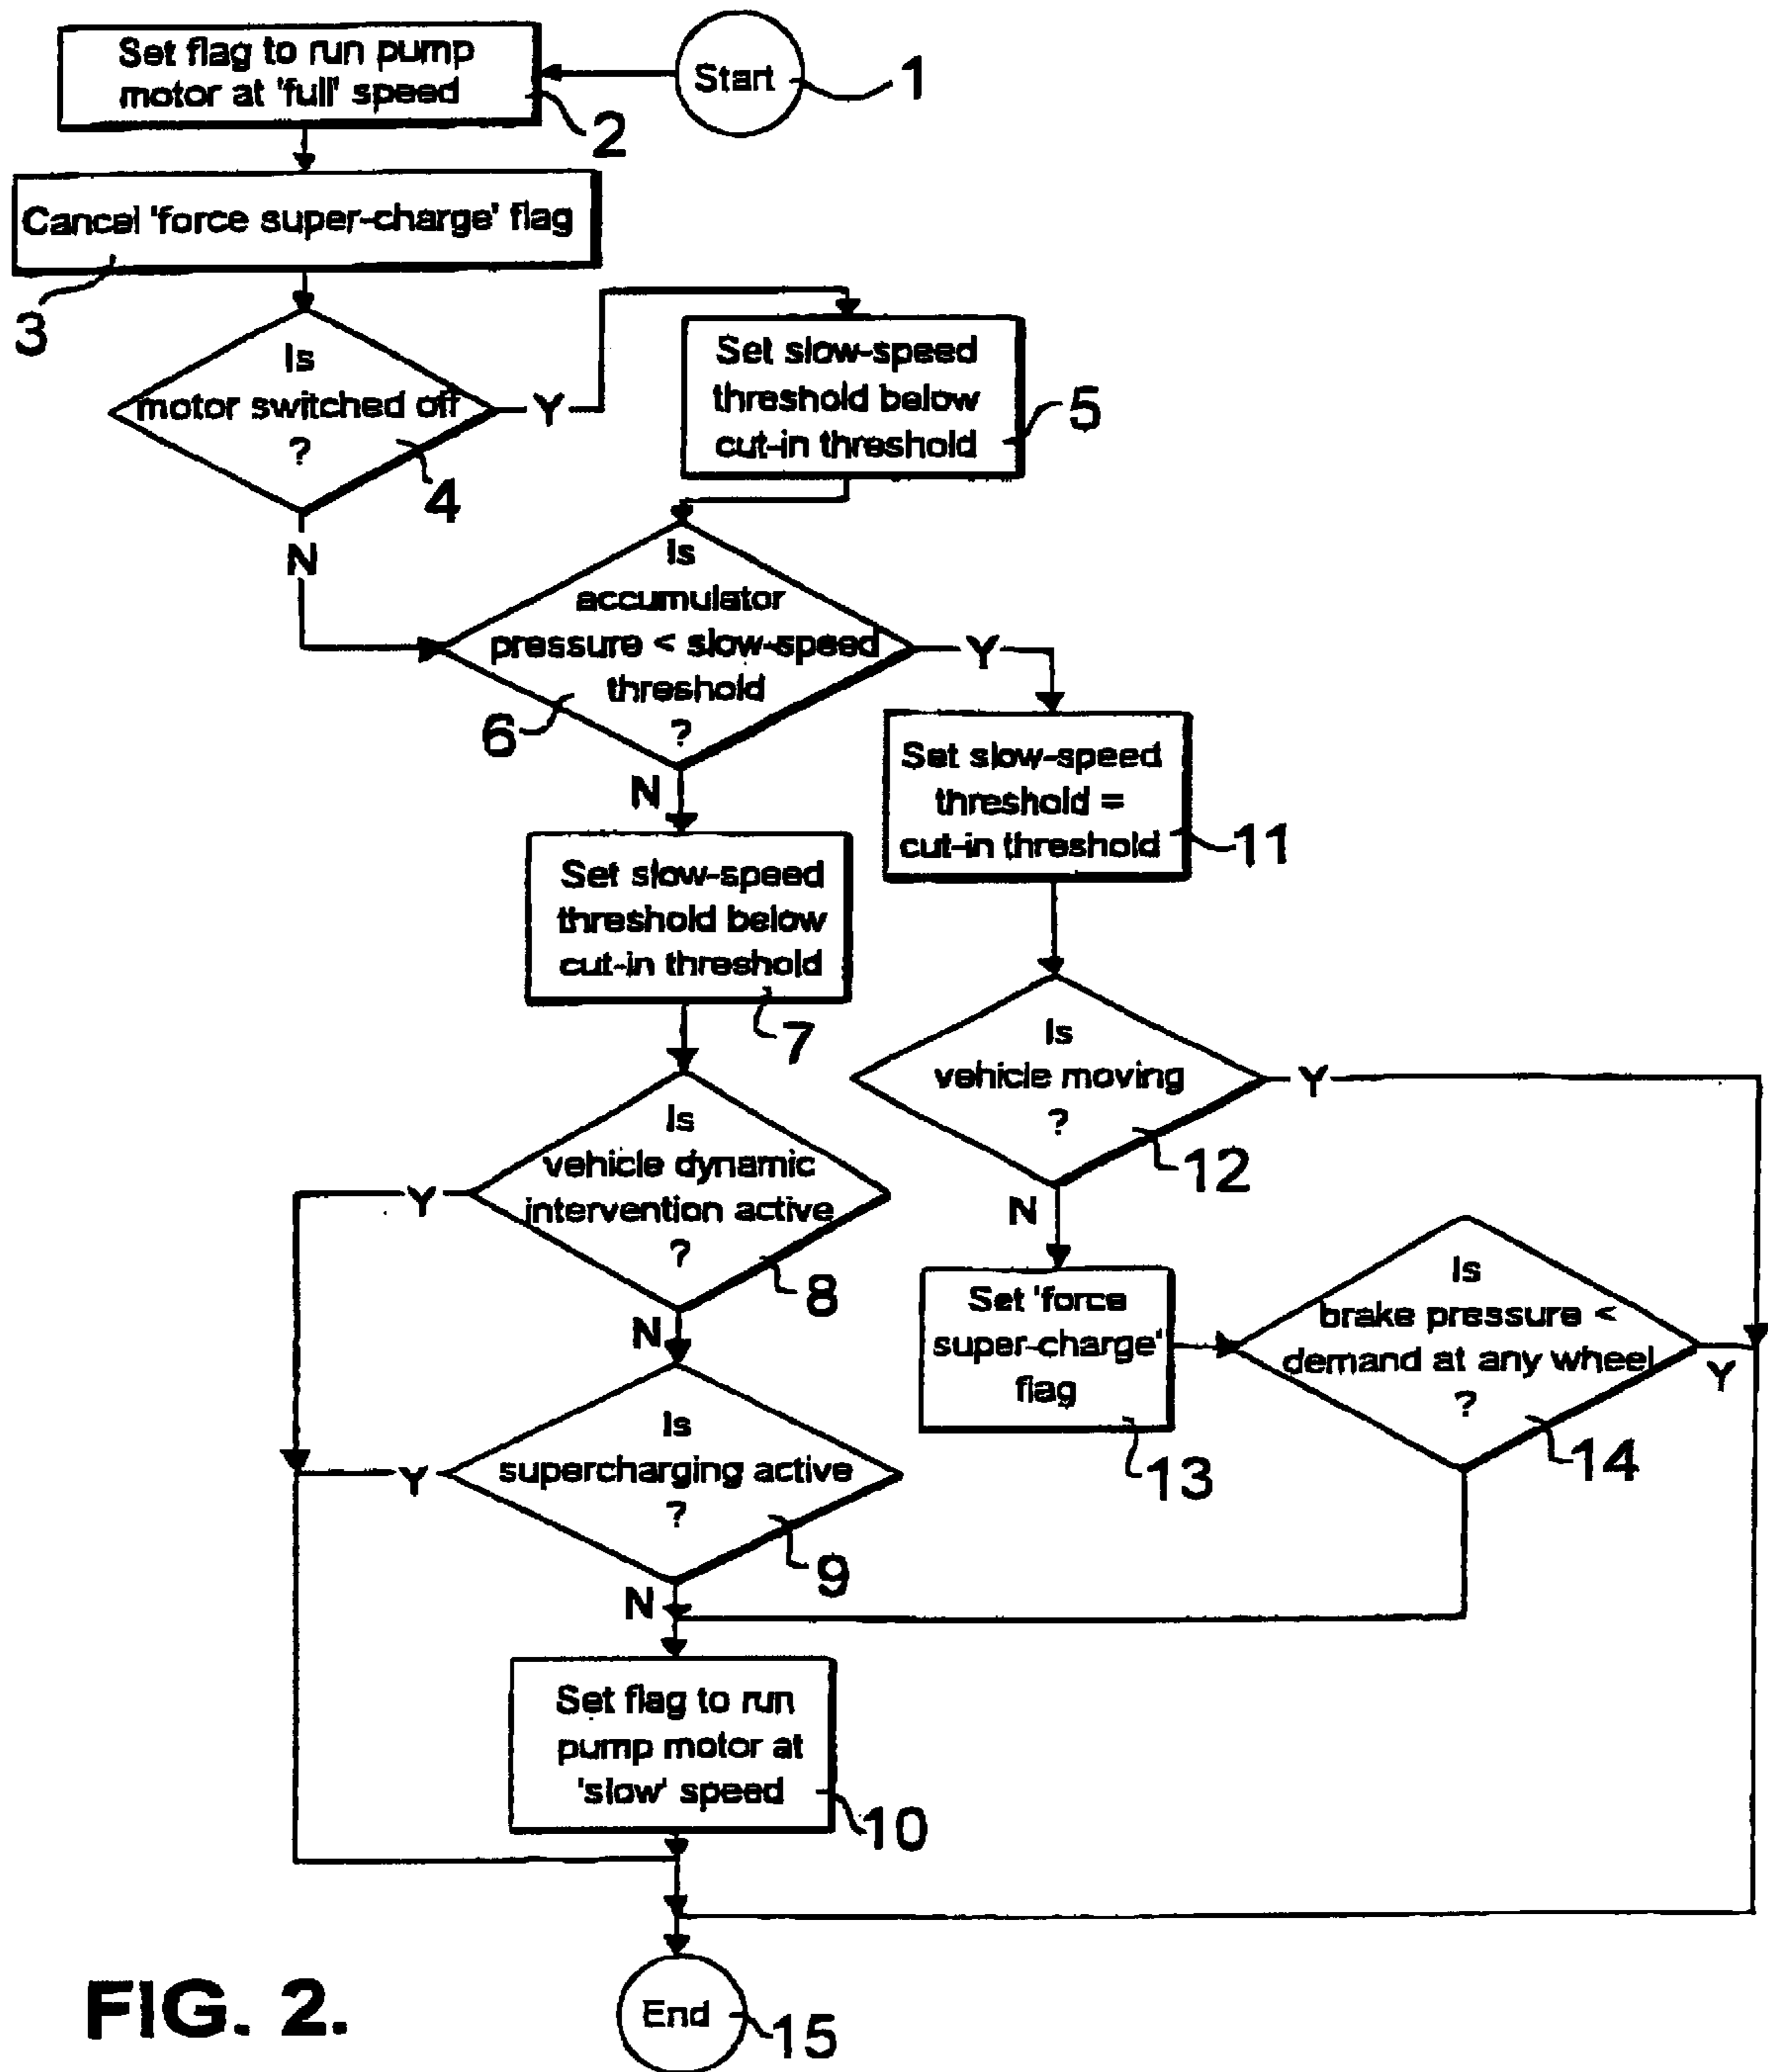 Set flag to run pump
motor at 'full' speed
2
Start
1
Cancel 'force super-charge' flag
3
Is
motor switched off
?
4
Y
N
Set slow-speed
threshold below
cut-in threshold
5
Is
accumulator
pressure < slow-speed
threshold
?
6
Y
N
Set slow-speed
threshold =
cut-in threshold
11
Set slow-speed
threshold below
cut-in threshold
7
Is
vehicle moving
?
12
Y
N
Is
vehicle dynamic
intervention active
?
8
Y
N
Set 'force
super-charge'
flag
13
Is
brake pressure <
demand at any wheel
?
14
Y
Is
supercharging active
?
9
Y
N
Set flag to run
pump motor at
'slow' speed
10
End
15
FIG. 2.